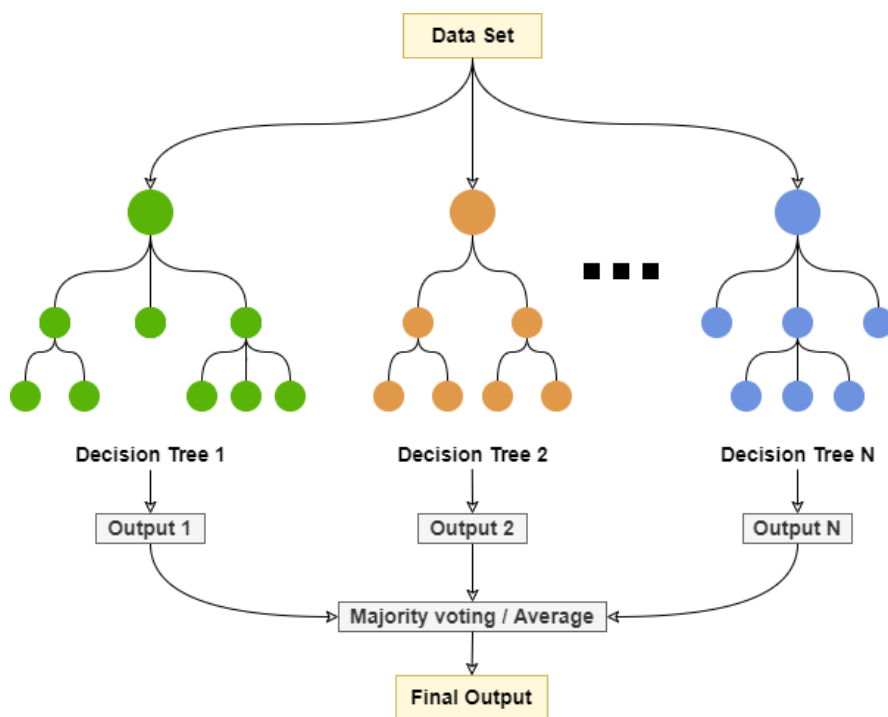 Data Set
Decision Tree 1
Decision Tree 2
Decision Tree N
Output 1
Output 2
Output N
Majority voting / Average
Final Output